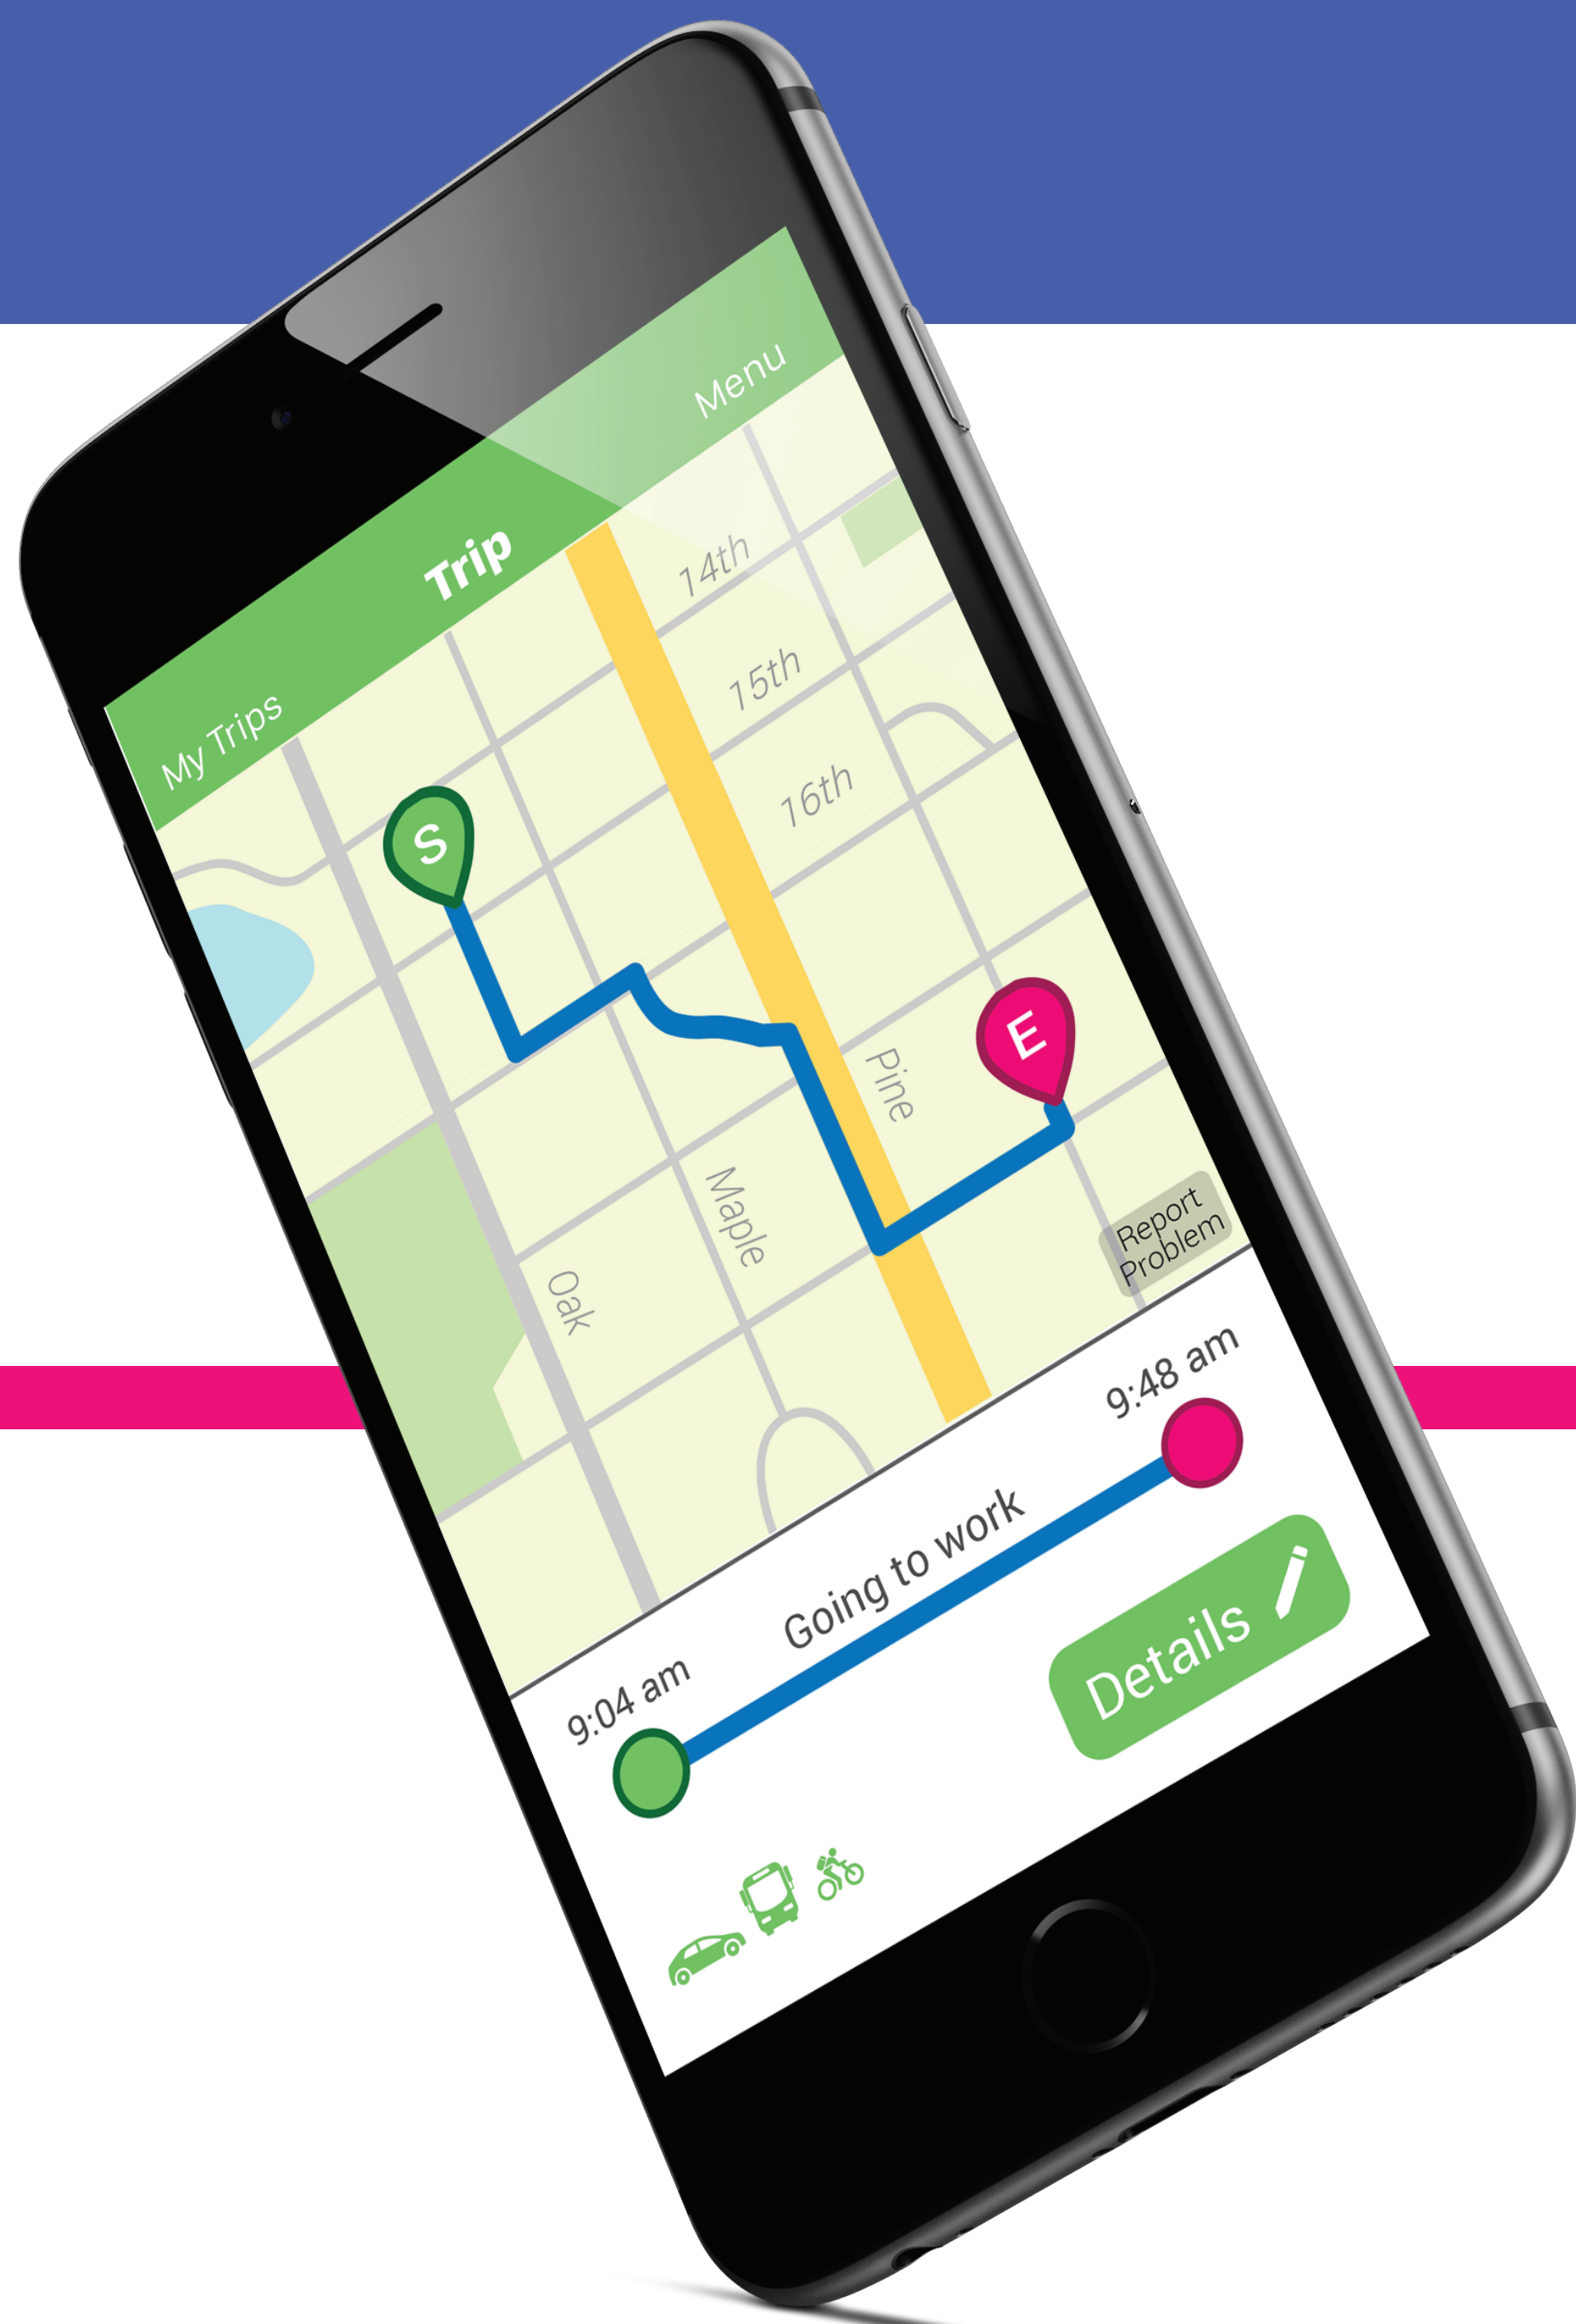 My Trips
Trip
Menu
14th
15th
16th
S
E
Pine
Maple
Oak
Report
Problem
9:04 am
Going to work
9:48 am
Details